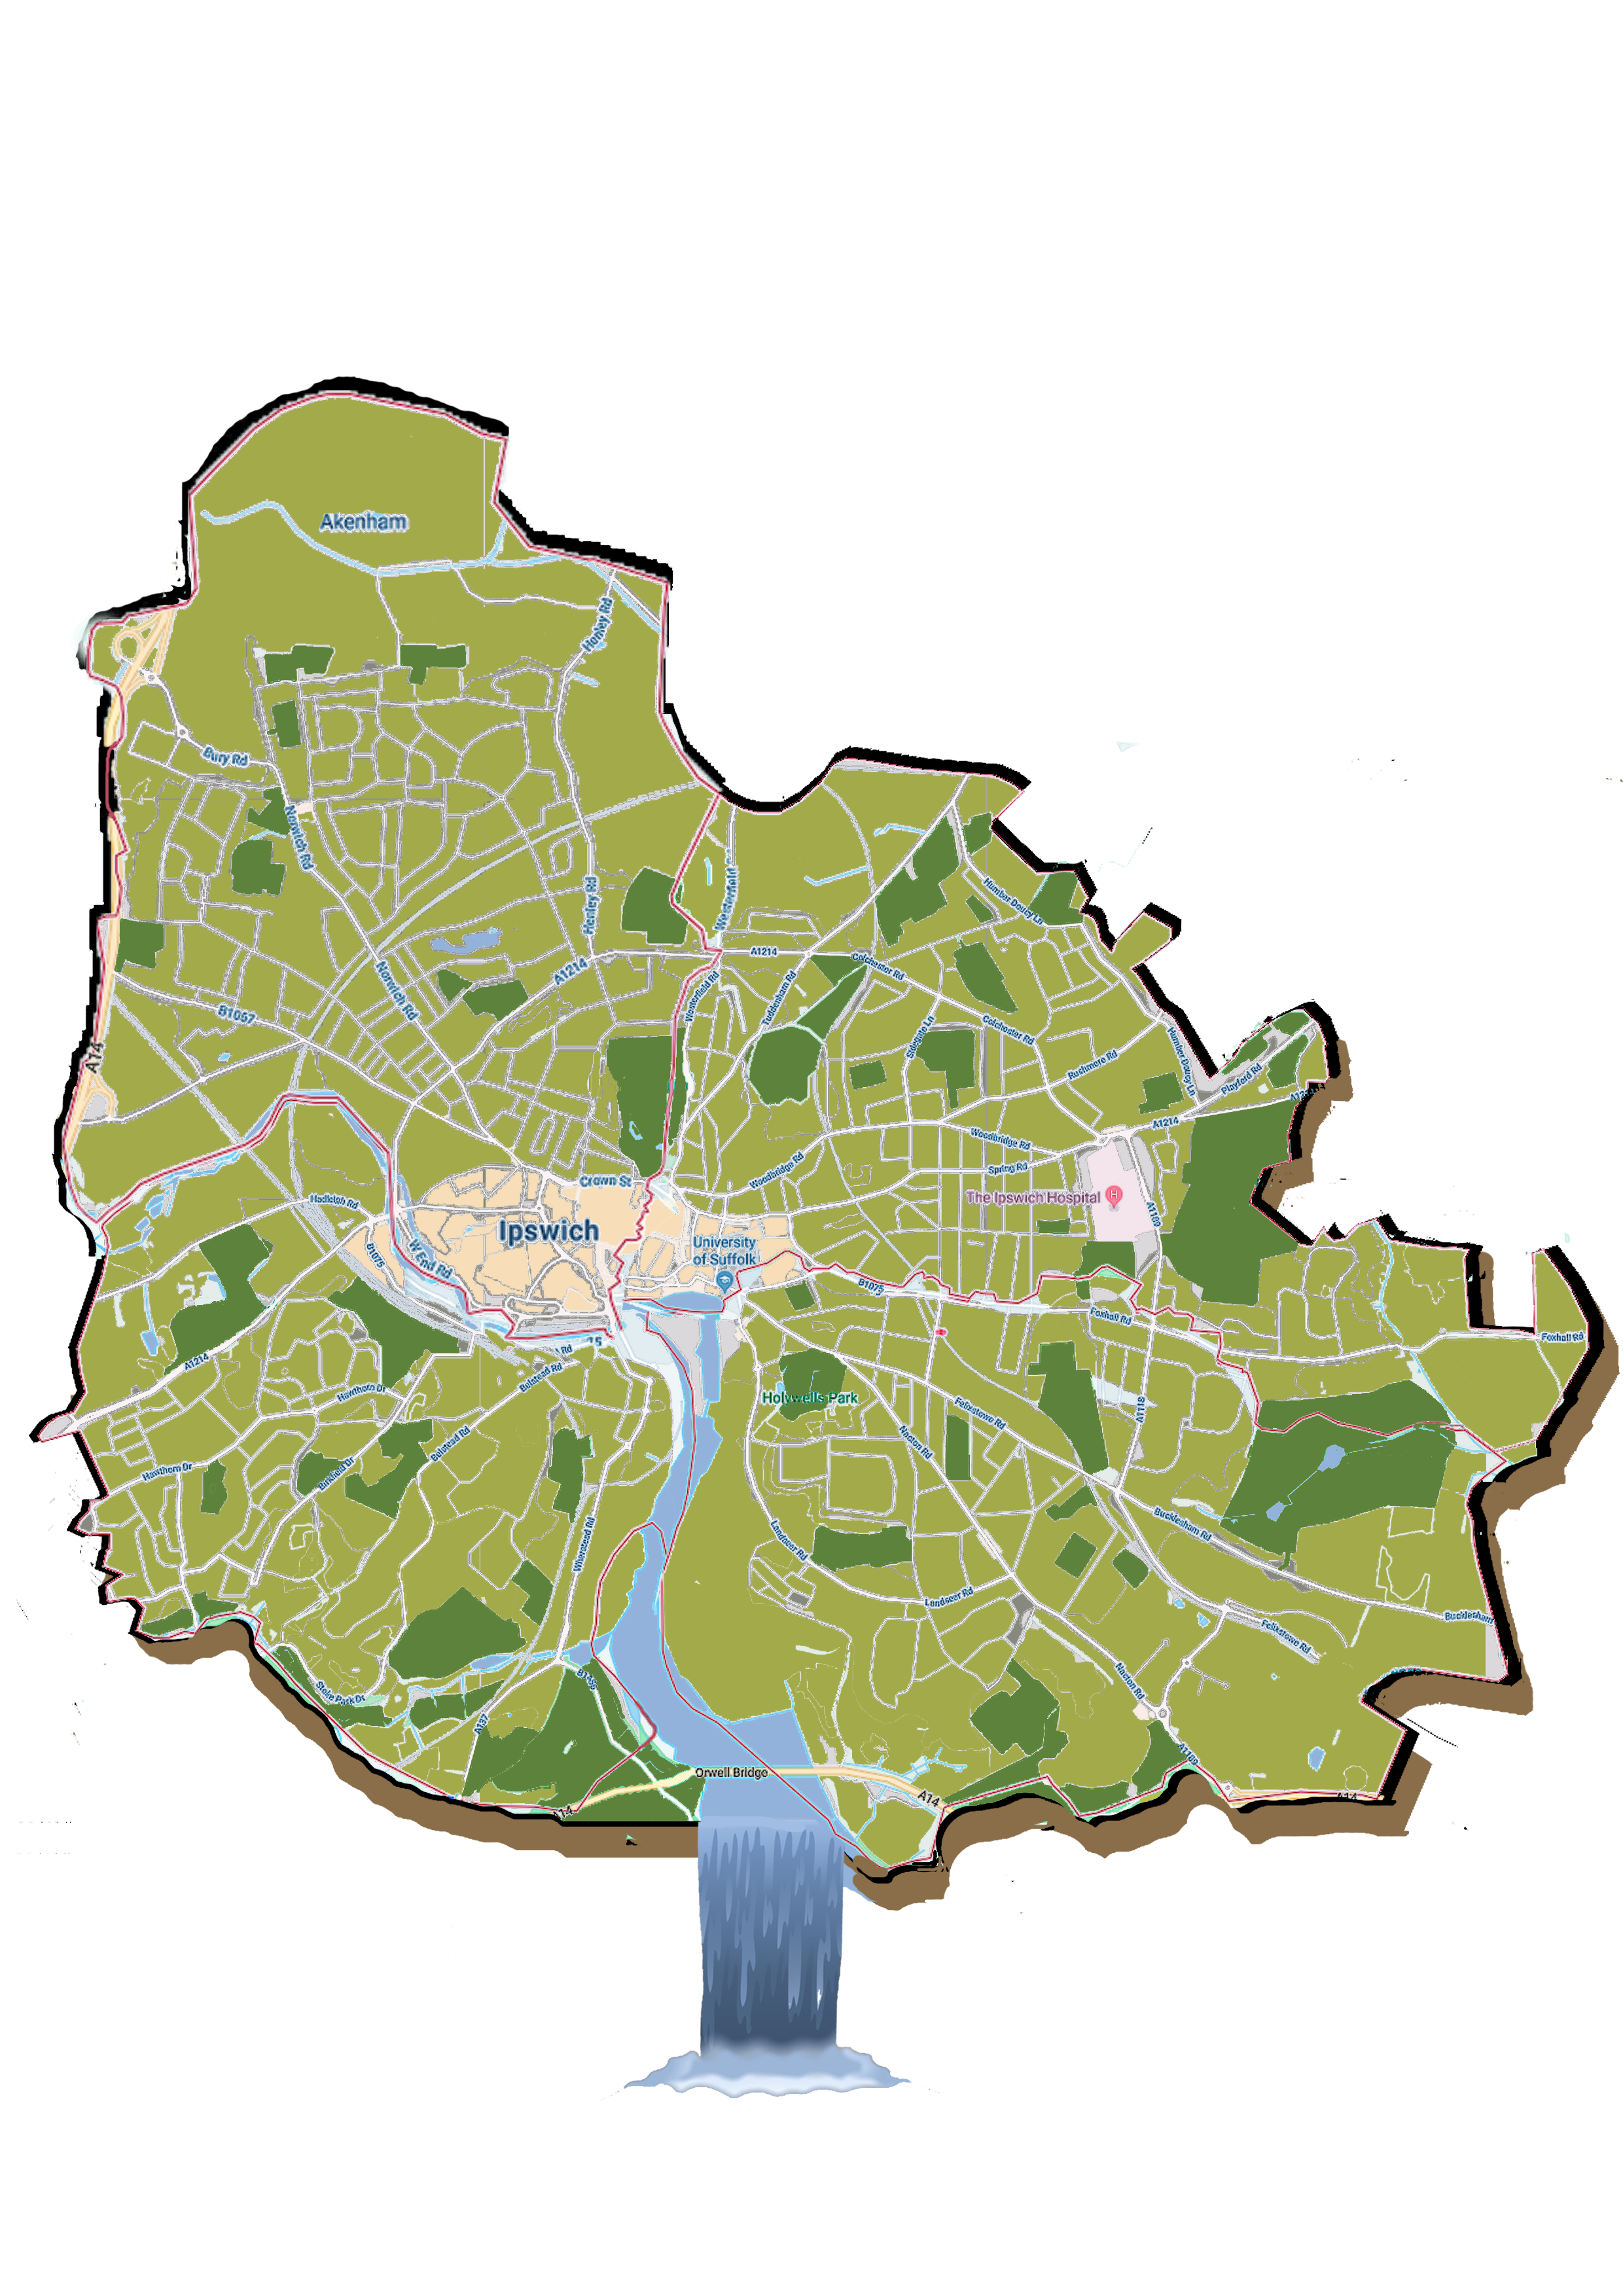 Akenham
Henley Rd
Bury Rd
Norwich Rd
Henley Rd
Westerfield
Humber Doucy Ln
A1214
A1214
Colchester Rd
Norwich Rd
Westerfield Rd
Tuddenham Rd
B1067
Sidegate Ln
Colchester Rd
Humber Doucy Ln
A14
Rushmere Rd
Playford Rd
A12
A1214
Woodbridge Rd
Woodbridge Rd
Spring Rd
Crown St
The Ipswich Hospital
H
A1189
Hadleigh Rd
Ipswich
University
of Suffolk
B1075
W End Rd
B1075
Foxhall Rd
Foxhall Rd
75
Rd
A1214
Belstead Rd
Hawthorn Dr
Holywells Park
Felixstowe Rd
A1189
Nacton Rd
Belstead Rd
Hawthorn Dr
Birkfield Dr
Wherstead Rd
Landseer Rd
Bucklesham Rd
Landseer Rd
Bucklesham
Felixstowe Rd
Stoke Park Dr
B1456
Nacton Rd
A137
A1189
Orwell Bridge
A14
A14
A14